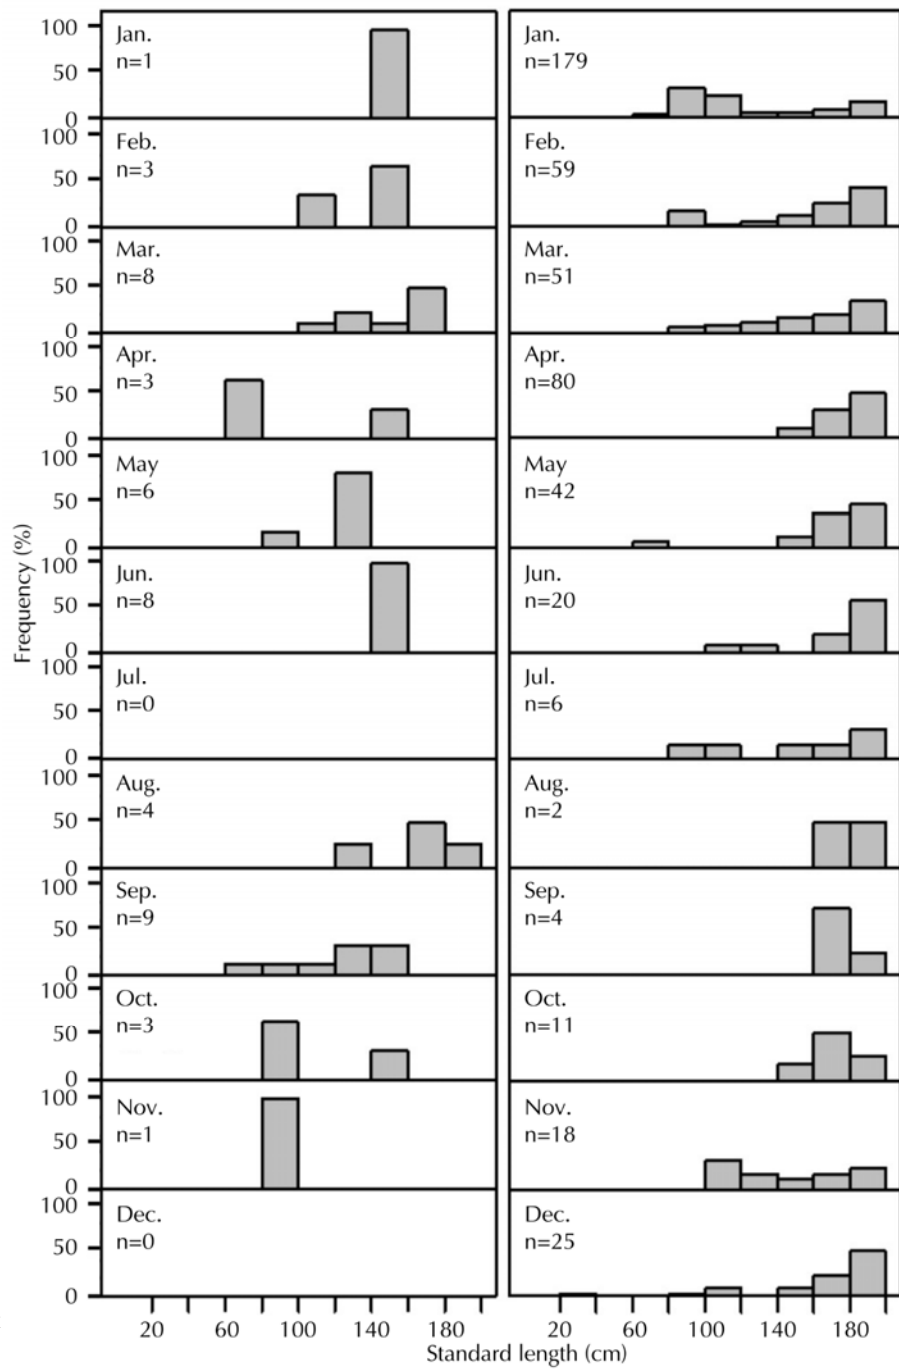 100
50
0
Jan.
n=1
Jan.
n=179
100
50
0
Feb.
n=3
Feb.
n=59
100
50
0
Mar.
n=8
Mar.
n=51
100
50
0
Apr.
n=3
Apr.
n=80
100
50
0
May
n=6
May
n=42
100
50
0
Jun.
n=8
Jun.
n=20
100
50
0
Jul.
n=0
Jul.
n=6
100
50
0
Aug.
n=4
Aug.
n=2
100
50
0
Sep.
n=9
Sep.
n=4
100
50
0
Oct.
n=3
Oct.
n=11
100
50
0
Nov.
n=1
Nov.
n=18
100
50
0
Dec.
n=0
Dec.
n=25
Frequency (%)
20 60 100 140 180 20 60 100 140 180
Standard length (cm)